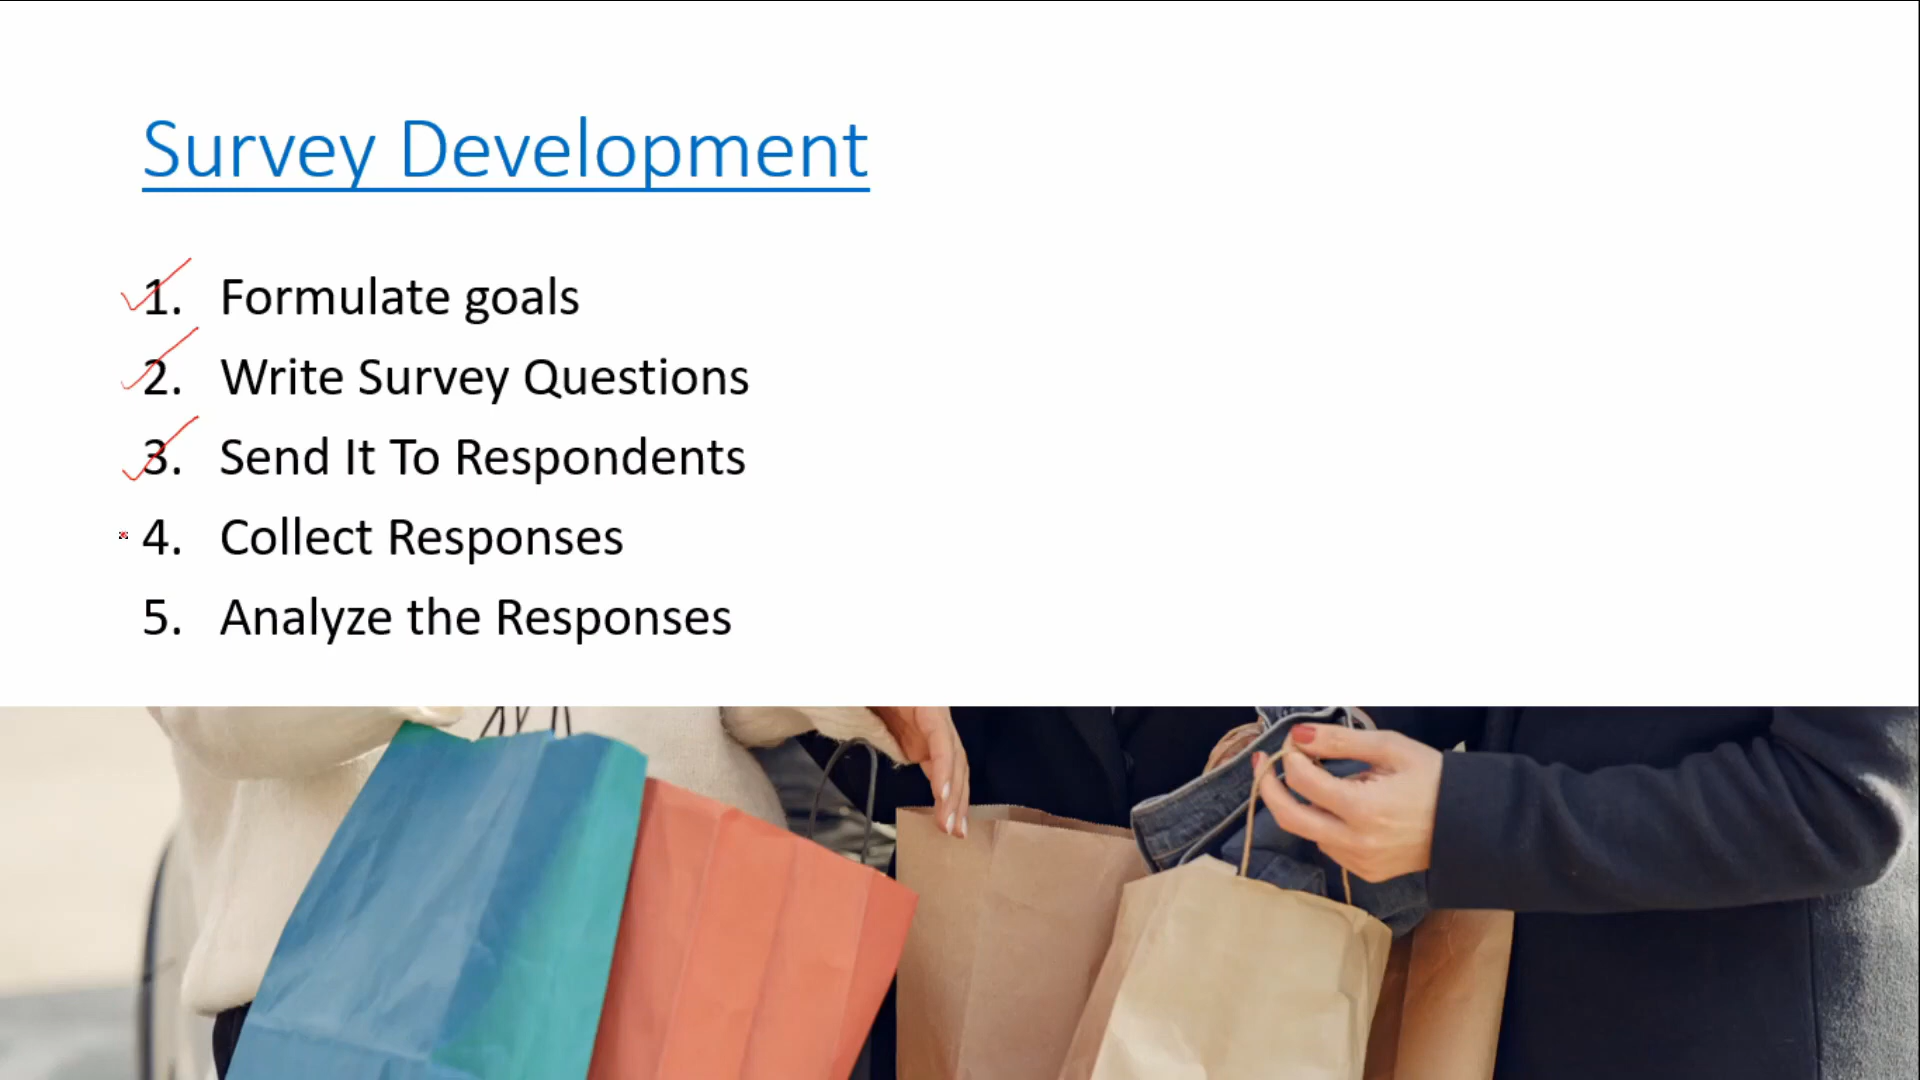 Survey Development
1. Formulate goals
2. Write Survey Questions
3. Send It To Respondents
4. Collect Responses
5. Analyze the Responses